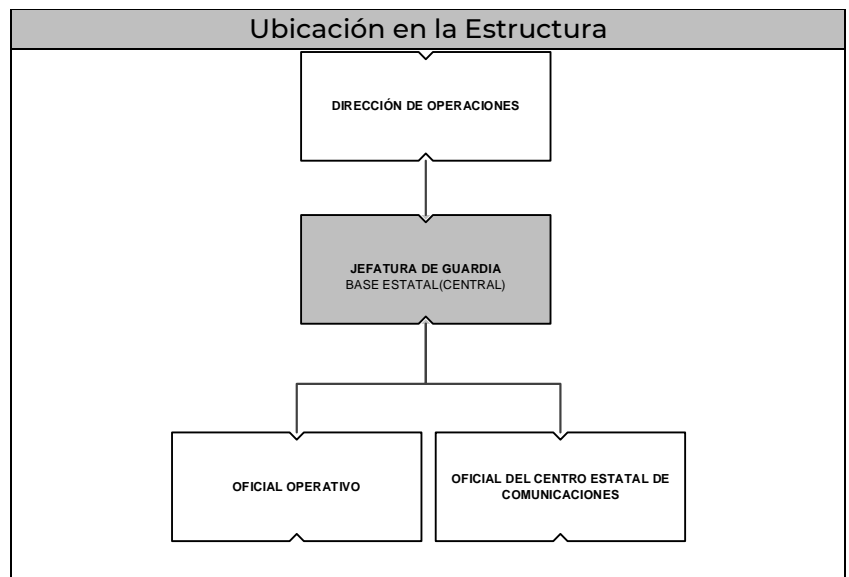 Ubicación en la Estructura
DIRECCIÓN DE OPERACIONES
JEFATURA DE GUARDIA
BASE ESTATAL(CENTRAL)
OFICIAL OPERATIVO
OFICIAL DEL CENTRO ESTATAL DE
COMUNICACIONES